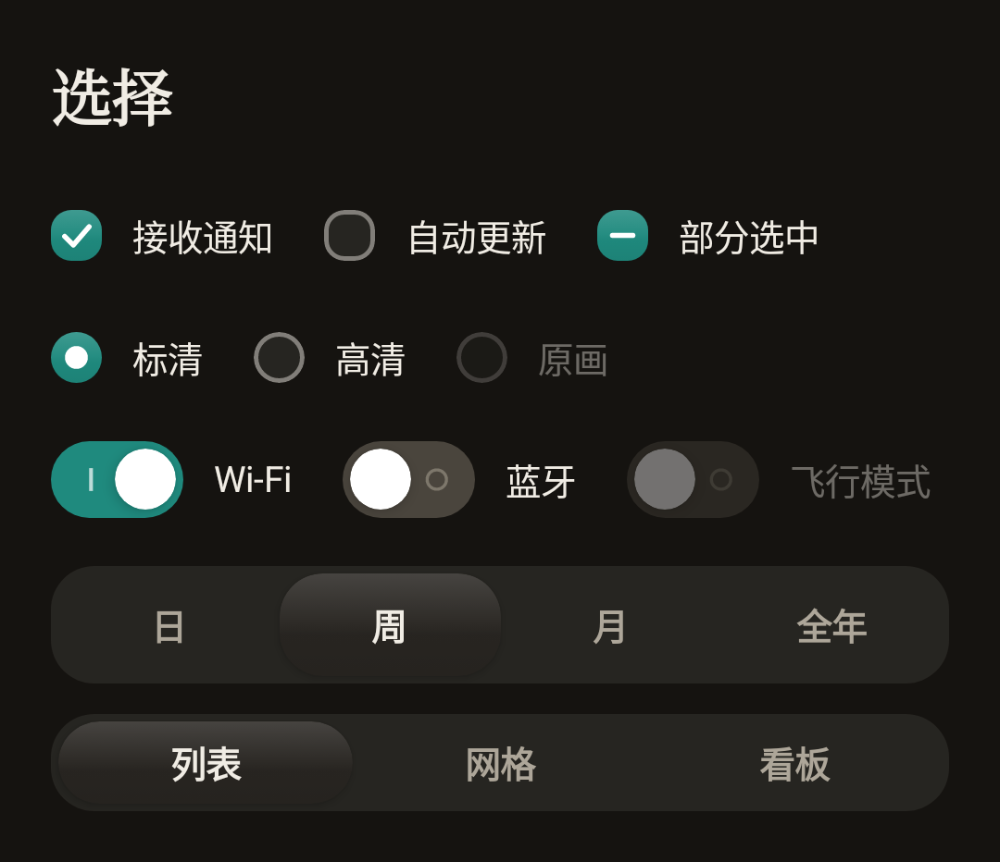 选择
接收通知 自动更新 部分选中
标清 高清 原画
Wi-Fi 蓝牙 飞行模式
日 周 月 全年
列表 网格 看板